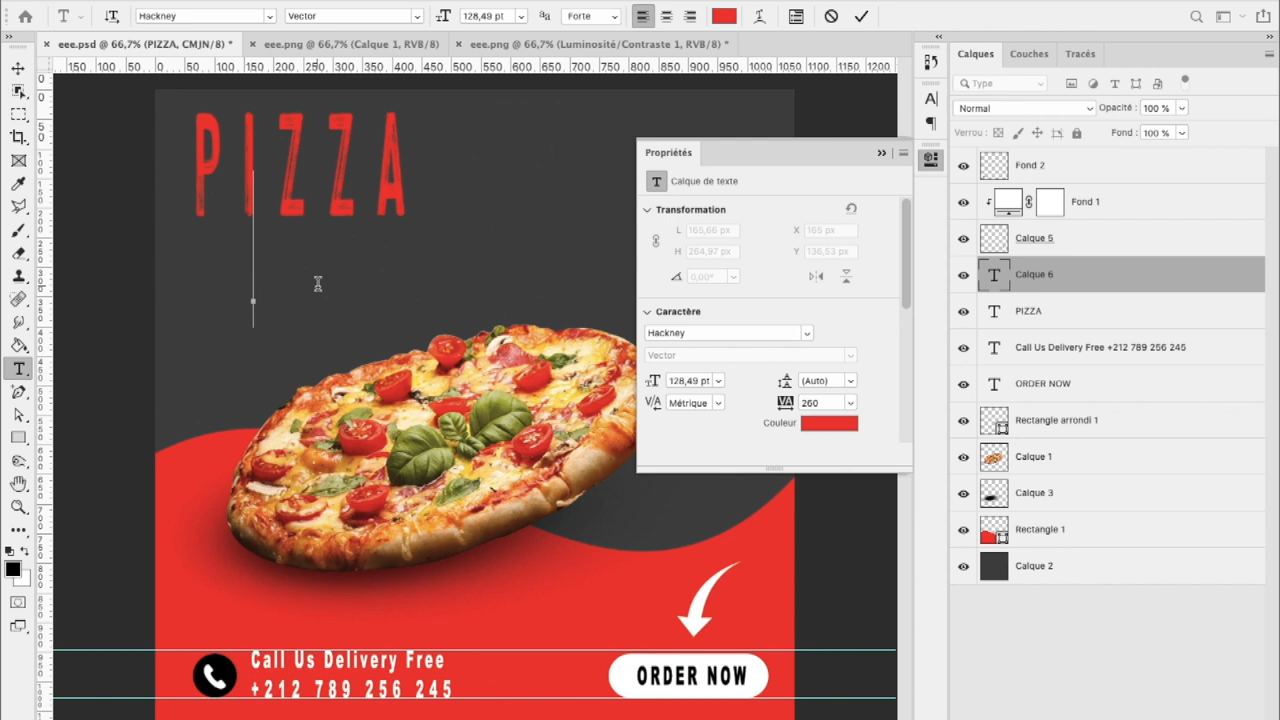 Hackney
Vector
128,49 pt
aa
Forte
eee.psd @ 66,7% (PIZZA, CMJN/8) *
eee.png @ 66,7% (Calque 1, RVB/8)
eee.png @ 66,7% (Luminosité/Contraste 1, RVB/8) *
150 100 50 0 50 100 150 200 250 300 350 400 450 500 550 600 650 700 750 800 850 900 950 1000 1050 1100 1150 1200
PIZZA
Call Us Delivery Free
+212 789 256 245
ORDER NOW
Propriétés
T Calque de texte
Transformation
L 165,66 px
X 165 px
H 264,97 px
Y 136,53 px
0,00°
Caractère
Hackney
Vector
128,49 pt
(Auto)
Métrique
260
Couleur
Calques
Couches
Tracés
Type
Normal
Opacité : 100 %
Verrou :
Fond : 100 %
Fond 2
Fond 1
Calque 5
Calque 6
PIZZA
Call Us Delivery Free +212 789 256 245
ORDER NOW
Rectangle arrondi 1
Calque 1
Calque 3
Rectangle 1
Calque 2